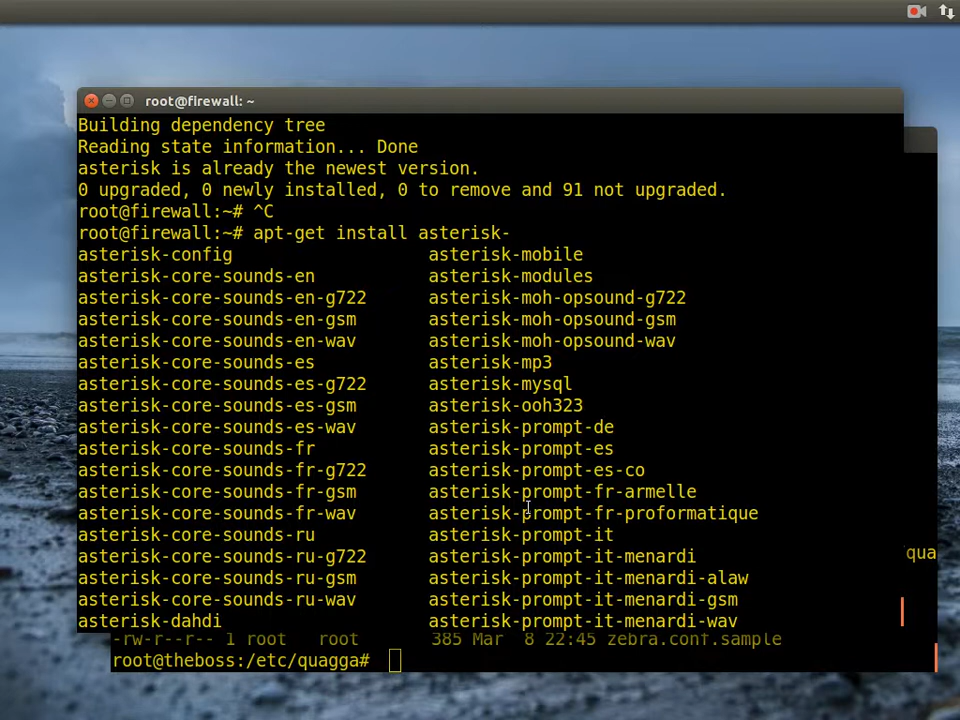 root@firewall: ~
Building dependency tree
Reading state information... Done
asterisk is already the newest version.
0 upgraded, 0 newly installed, 0 to remove and 91 not upgraded.
root@firewall:~# ^C
root@firewall:~# apt-get install asterisk-
asterisk-config asterisk-mobile
asterisk-core-sounds-en asterisk-modules
asterisk-core-sounds-en-g722 asterisk-moh-opsound-g722
asterisk-core-sounds-en-gsm asterisk-moh-opsound-gsm
asterisk-core-sounds-en-wav asterisk-moh-opsound-wav
asterisk-core-sounds-es asterisk-mp3
asterisk-core-sounds-es-g722 asterisk-mysql
asterisk-core-sounds-es-gsm asterisk-ooh323
asterisk-core-sounds-es-wav asterisk-prompt-de
asterisk-core-sounds-fr asterisk-prompt-es
asterisk-core-sounds-fr-g722 asterisk-prompt-es-co
asterisk-core-sounds-fr-gsm asterisk-prompt-fr-armelle
asterisk-core-sounds-fr-wav asterisk-prompt-fr-proformatique
asterisk-core-sounds-ru asterisk-prompt-it
asterisk-core-sounds-ru-g722 asterisk-prompt-it-menardi
qua
asterisk-core-sounds-ru-gsm asterisk-prompt-it-menardi-alaw
asterisk-core-sounds-ru-wav asterisk-prompt-it-menardi-gsm
asterisk-dahdi asterisk-prompt-it-menardi-wav
-rw-r--r-- 1 root root 385 Mar 8 22:45 zebra.conf.sample
root@theboss:/etc/quagga#